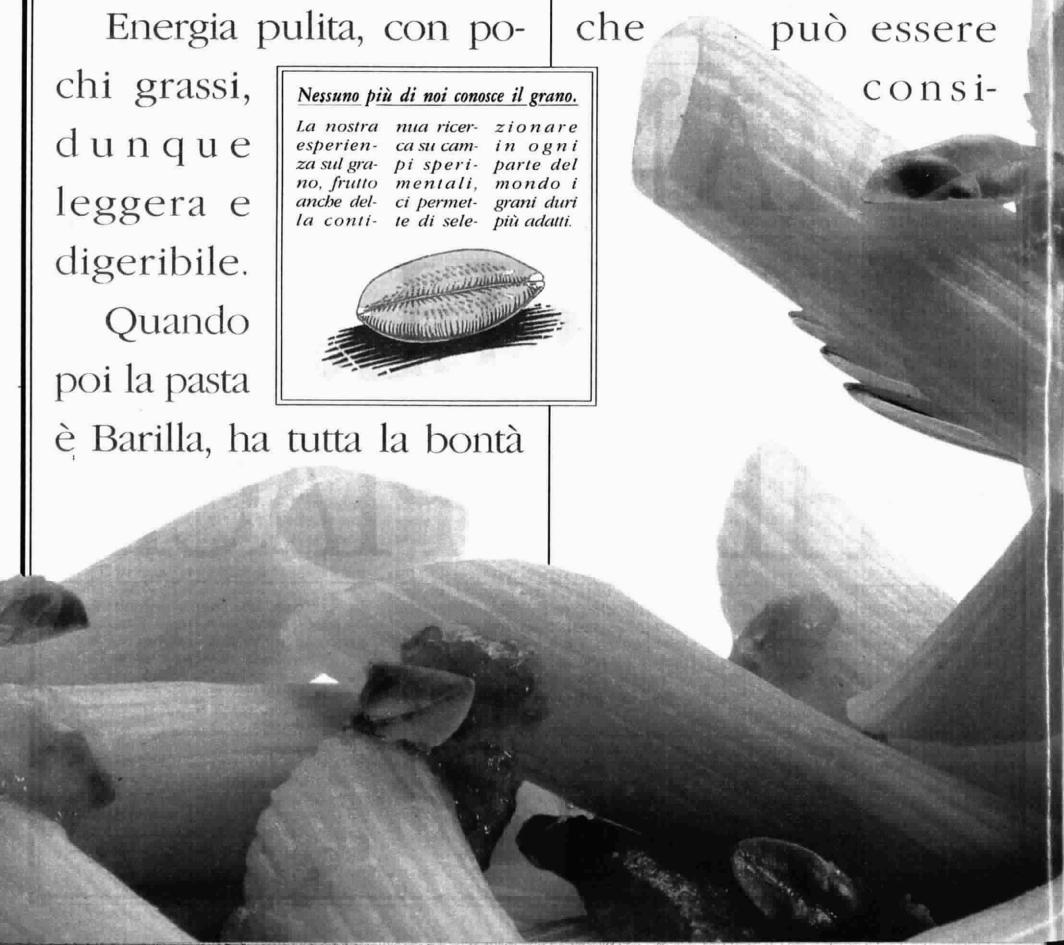 Energia pulita, con po-
chi grassi,
dunque
leggera e
digeribile.
Quando
poi la pasta
è Barilla, ha tutta la bontà
Nessuno più di noi conosce il grano.
La nostra
esperien-
za sul gra-
no, frutto
anche del-
la conti-
nua ricer-
ca su cam-
pi speri-
mentali,
ci permet-
te di sele-
zionare
in ogni
parte del
mondo i
grani duri
più adatti.
che può essere
consi-